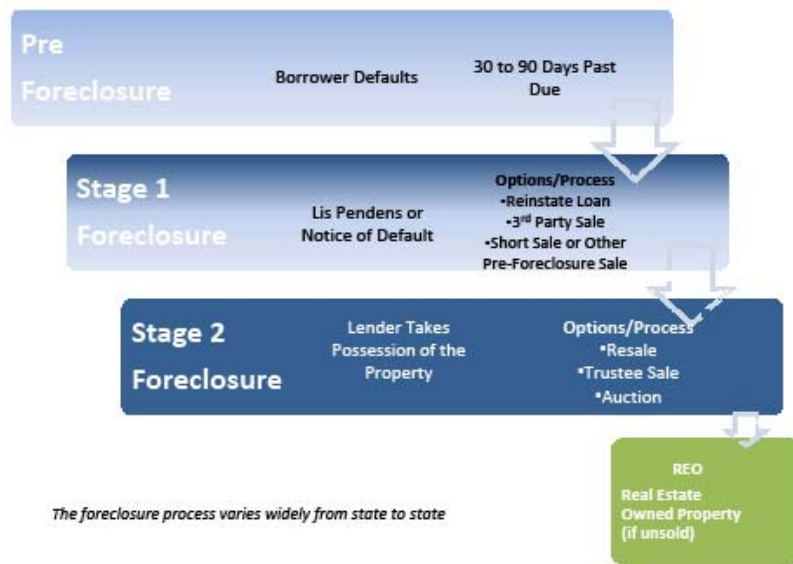 Pre
Foreclosure
Borrower Defaults
30 to 90 Days Past
Due
Stage 1
Foreclosure
Lis Pendens or
Notice of Default
Options/Process
•Reinstate Loan
•3rd Party Sale
•Short Sale or Other
Pre-Foreclosure Sale
Stage 2
Foreclosure
Lender Takes
Possession of the
Property
Options/Process
•Resale
•Trustee Sale
•Auction
REO
Real Estate
Owned Property
(if unsold)
The foreclosure process varies widely from state to state